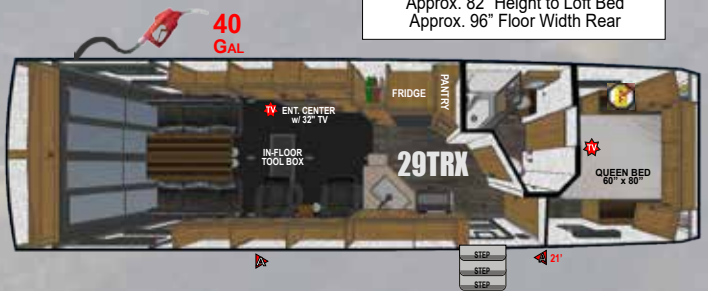 Approx. 82" Height to Loft Bed
Approx. 96" Floor Width Rear
40
GAL
FRIDGE
PANTRY
TV
ENT. CENTER
w/ 32" TV
IN-FLOOR
TOOL BOX
29TRX
TV
QUEEN BED
60" x 80"
STEP
STEP
STEP
21'